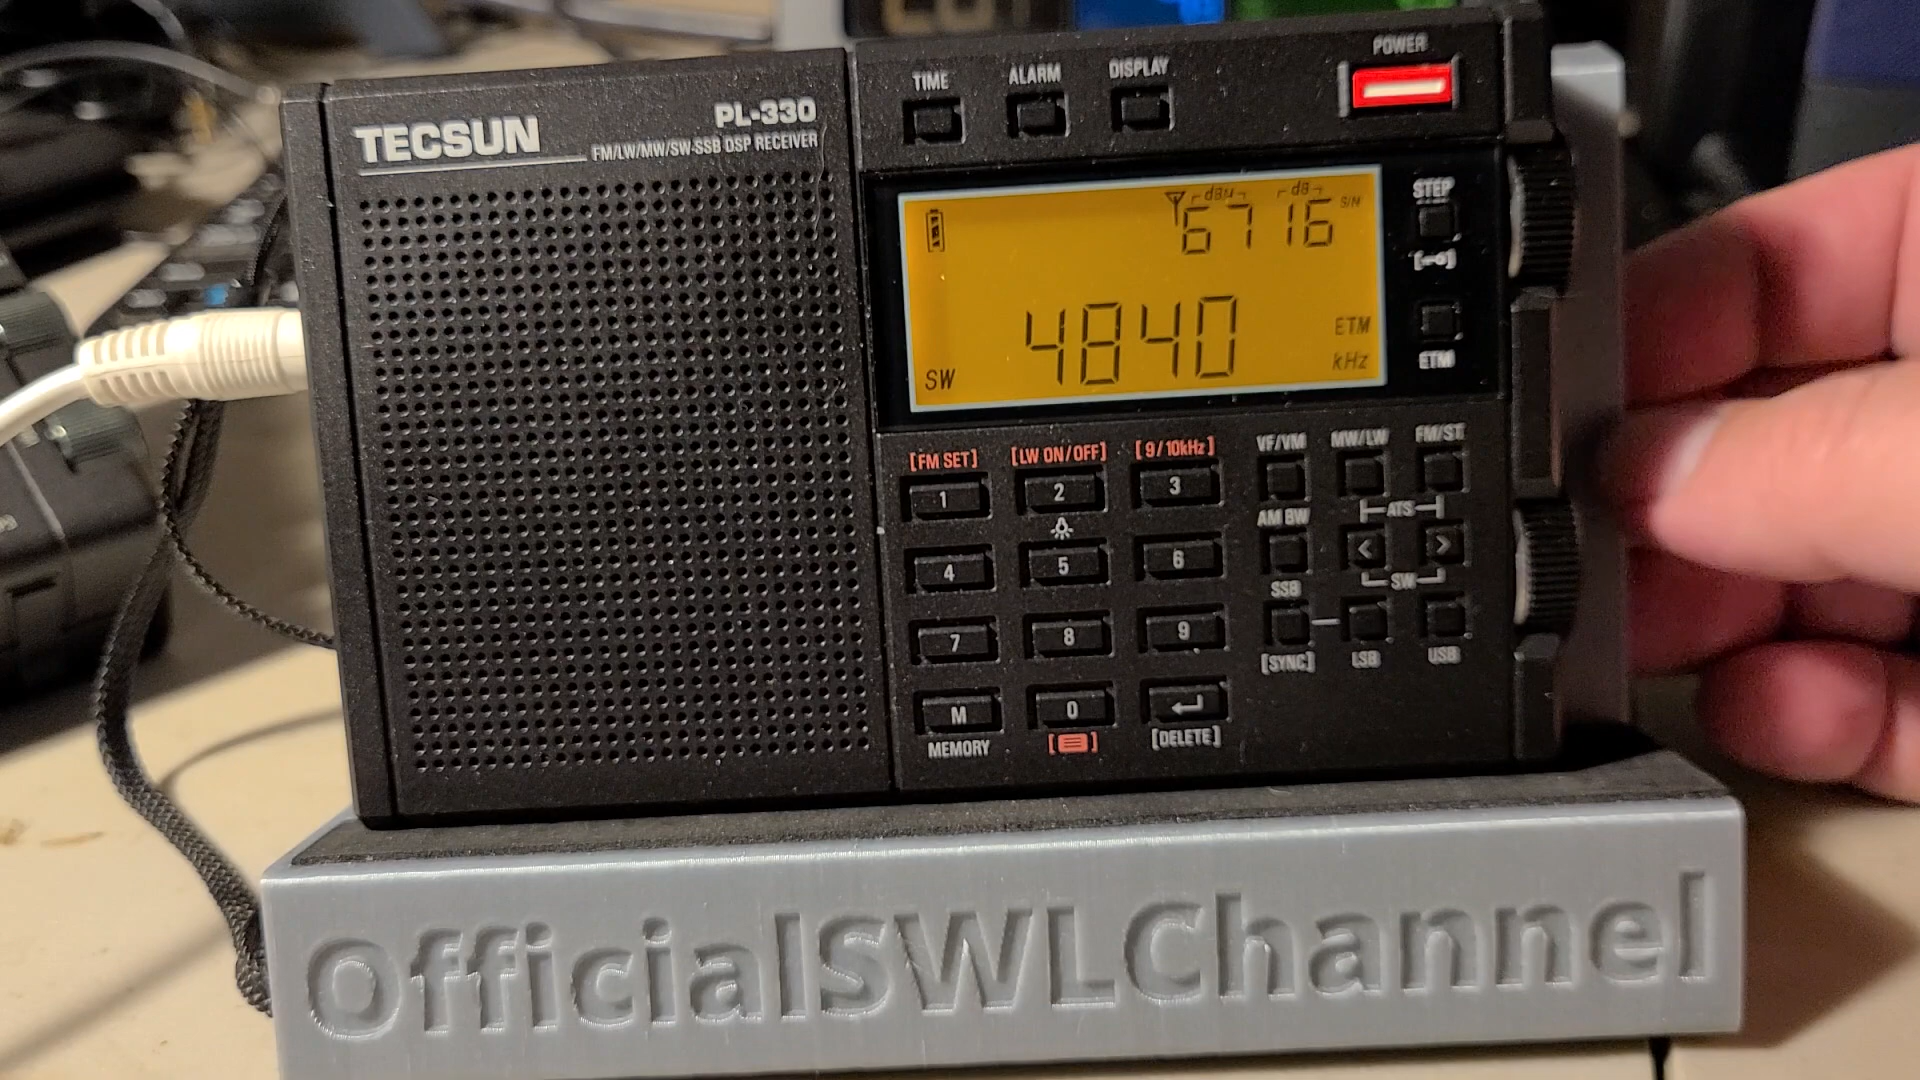 POWER
TIME ALARM DISPLAY
PL-330
TECSUN
FM/LW/MW/SW-SSB DSP RECEIVER
dBµ dB S/N
67 16
STEP
4840
ETM
kHz
SW
ETM
[FM SET] [LW ON/OFF] [9/10kHz]
VF/VM MW/LW FM/ST
1 2 3
AM BW ATS
4 5 6 < >
SSB SW
7 8 9
[SYNC] LSB USB
M 0
MEMORY [DELETE]
OfficialSWLChannel